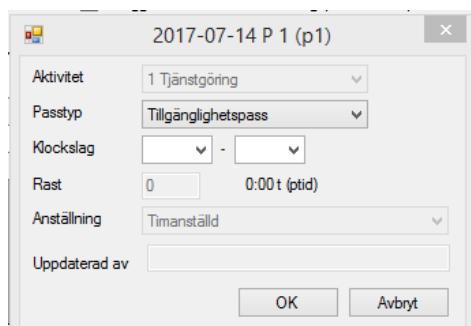 2017-07-14 P 1 (p1)
Aktivitet 1 Tjänstgöring
Passtyp Tillgänglighetspass
Klockslag -
Rast 0 0:00 t (ptid)
Anställning Timanställd
Uppdaterad av
OK Avbryt